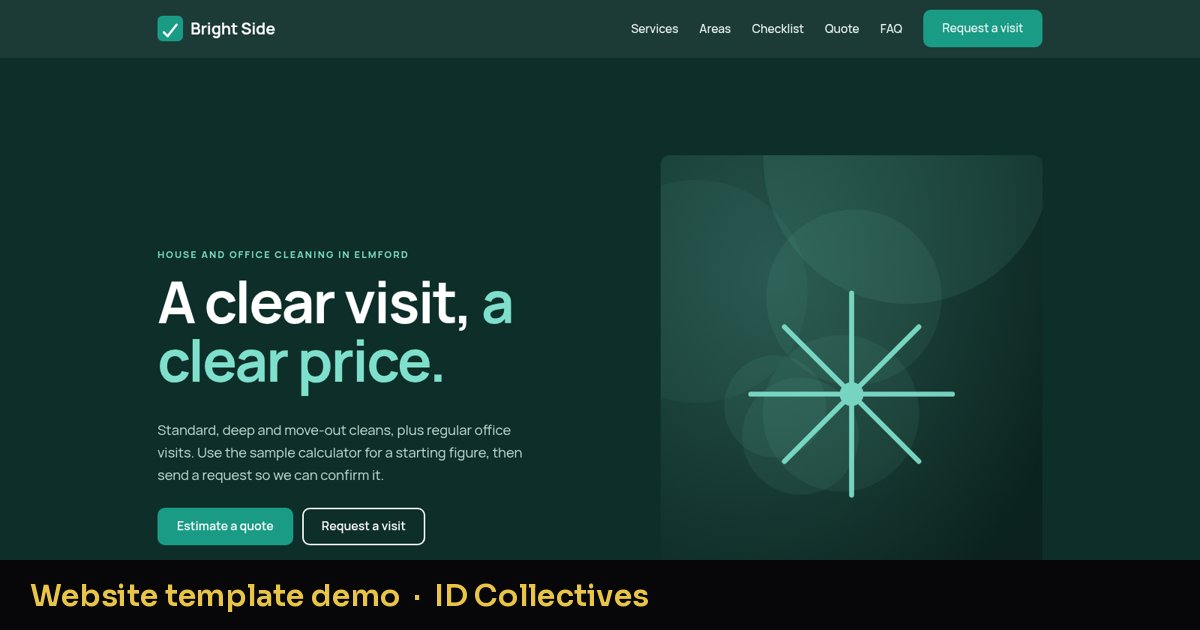 Bright Side
Services
Areas
Checklist
Quote
FAQ
Request a visit
HOUSE AND OFFICE CLEANING IN ELMFORD
A clear visit, a
clear price.
Standard, deep and move-out cleans, plus regular office
visits. Use the sample calculator for a starting figure, then
send a request so we can confirm it.
Estimate a quote
Request a visit
Website template demo · ID Collectives